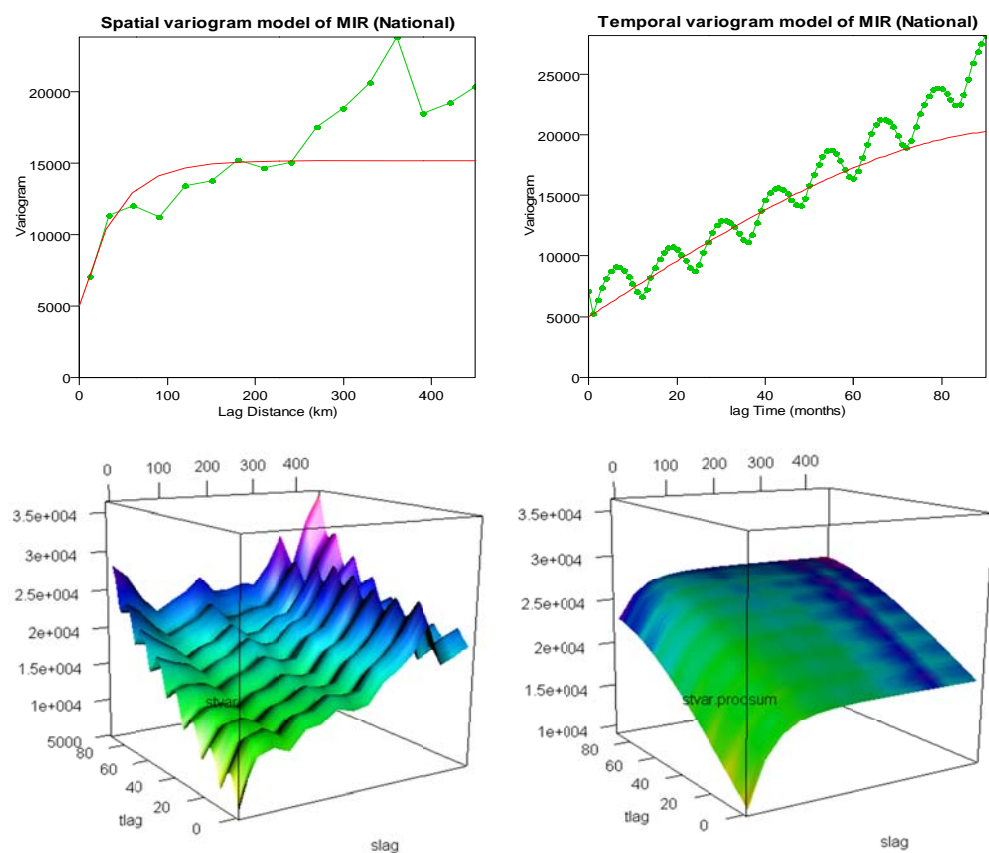 Spatial variogram model of MIR (National)
Variogram
20000
15000
10000
5000
0
0 100 200 300 400
Lag Distance (km)
Temporal variogram model of MIR (National)
Variogram
25000
20000
15000
10000
5000
0
0 20 40 60 80
lag Time (months)
0 100 200 300 400
3.5e+004
3e+004
2.5e+004
2e+004
1.5e+004
1e+004
5000
stvar
80
60
40
20
0
tlag
slag
0 100 200 300 400
3.5e+004
3e+004
2.5e+004
2e+004
1.5e+004
1e+004
stvar.prodsum
80
60
40
20
0
tlag
slag